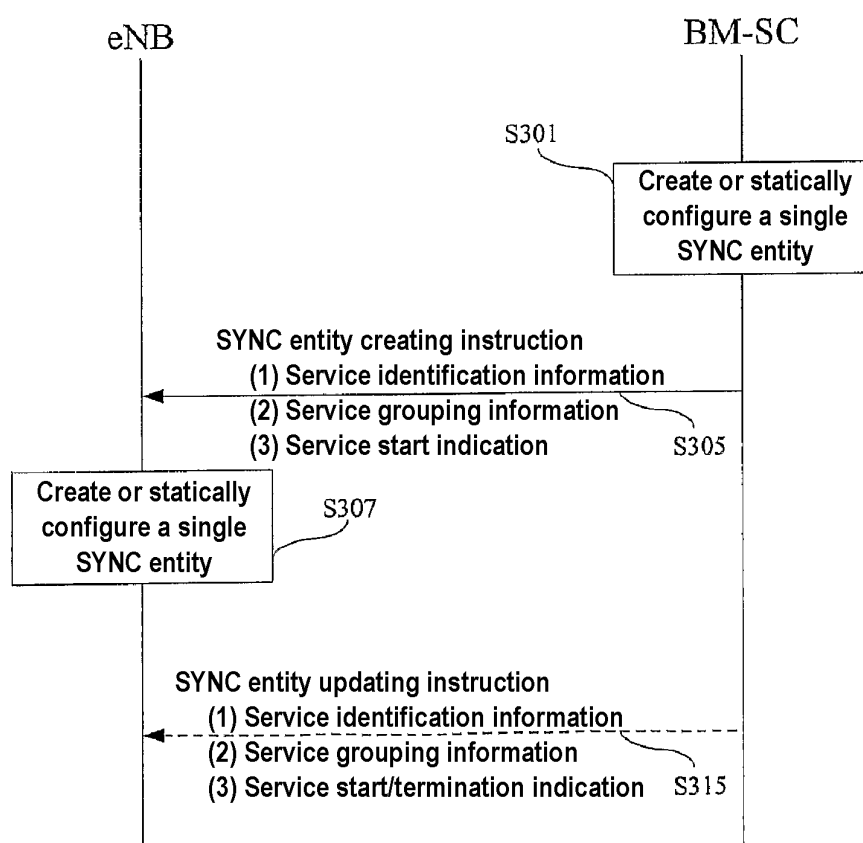 eNB
BM-SC
S301
Create or statically
configure a single
SYNC entity
SYNC entity creating instruction
(1) Service identification information
(2) Service grouping information
(3) Service start indication
S305
Create or statically
configure a single
SYNC entity
S307
SYNC entity updating instruction
(1) Service identification information
(2) Service grouping information
(3) Service start/termination indication
S315